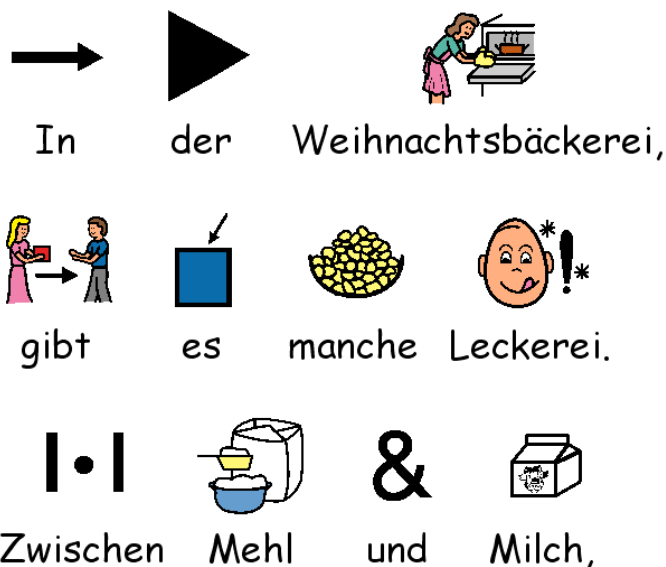 In der Weihnachtsbäckerei,
gibt es manche Leckerei.
&
Zwischen Mehl und Milch,